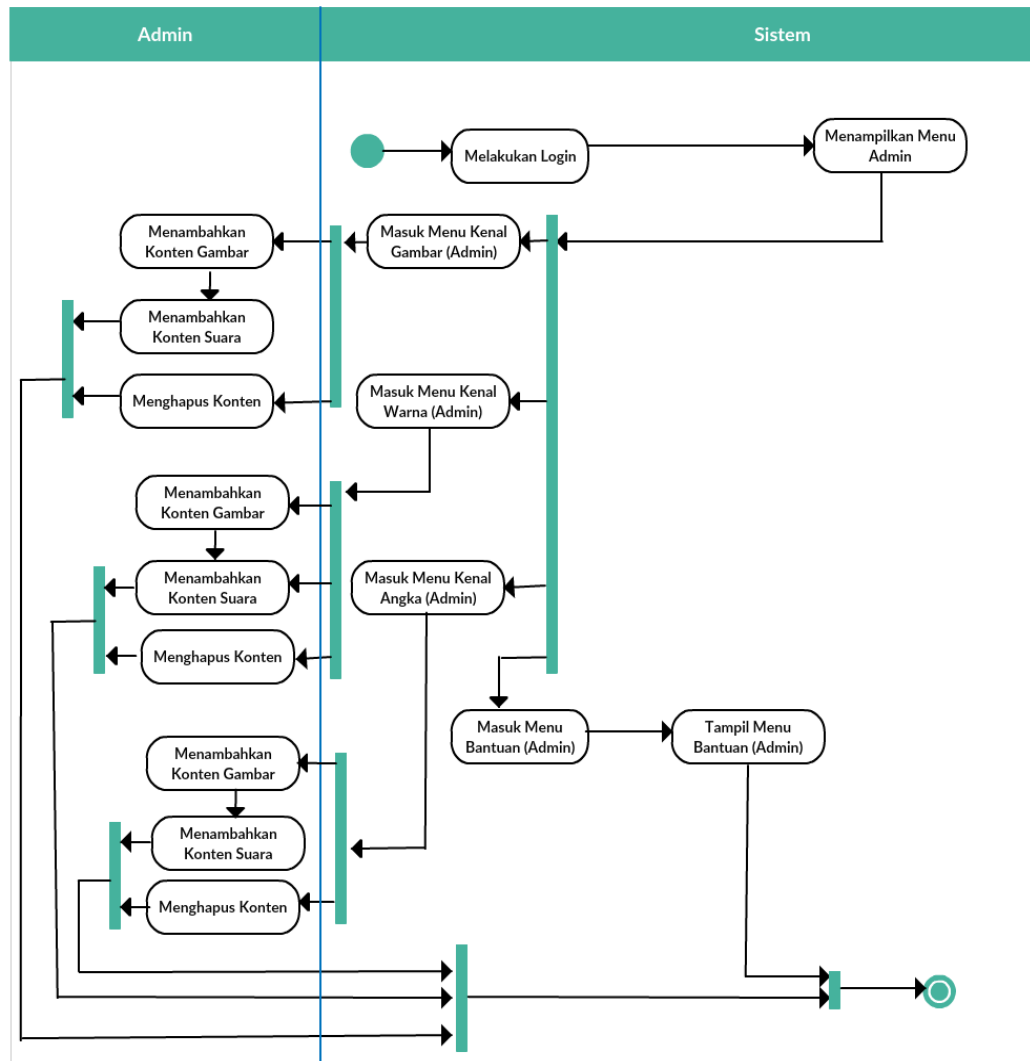 Admin
Sistem
Melakukan Login
Menampilkan Menu
Admin
Menambahkan
Konten Gambar
Masuk Menu Kenal
Gambar (Admin)
Menambahkan
Konten Suara
Menghapus Konten
Masuk Menu Kenal
Warna (Admin)
Menambahkan
Konten Gambar
Menambahkan
Konten Suara
Masuk Menu Kenal
Angka (Admin)
Menghapus Konten
Masuk Menu
Bantuan (Admin)
Tampil Menu
Bantuan (Admin)
Menambahkan
Konten Gambar
Menambahkan
Konten Suara
Menghapus Konten